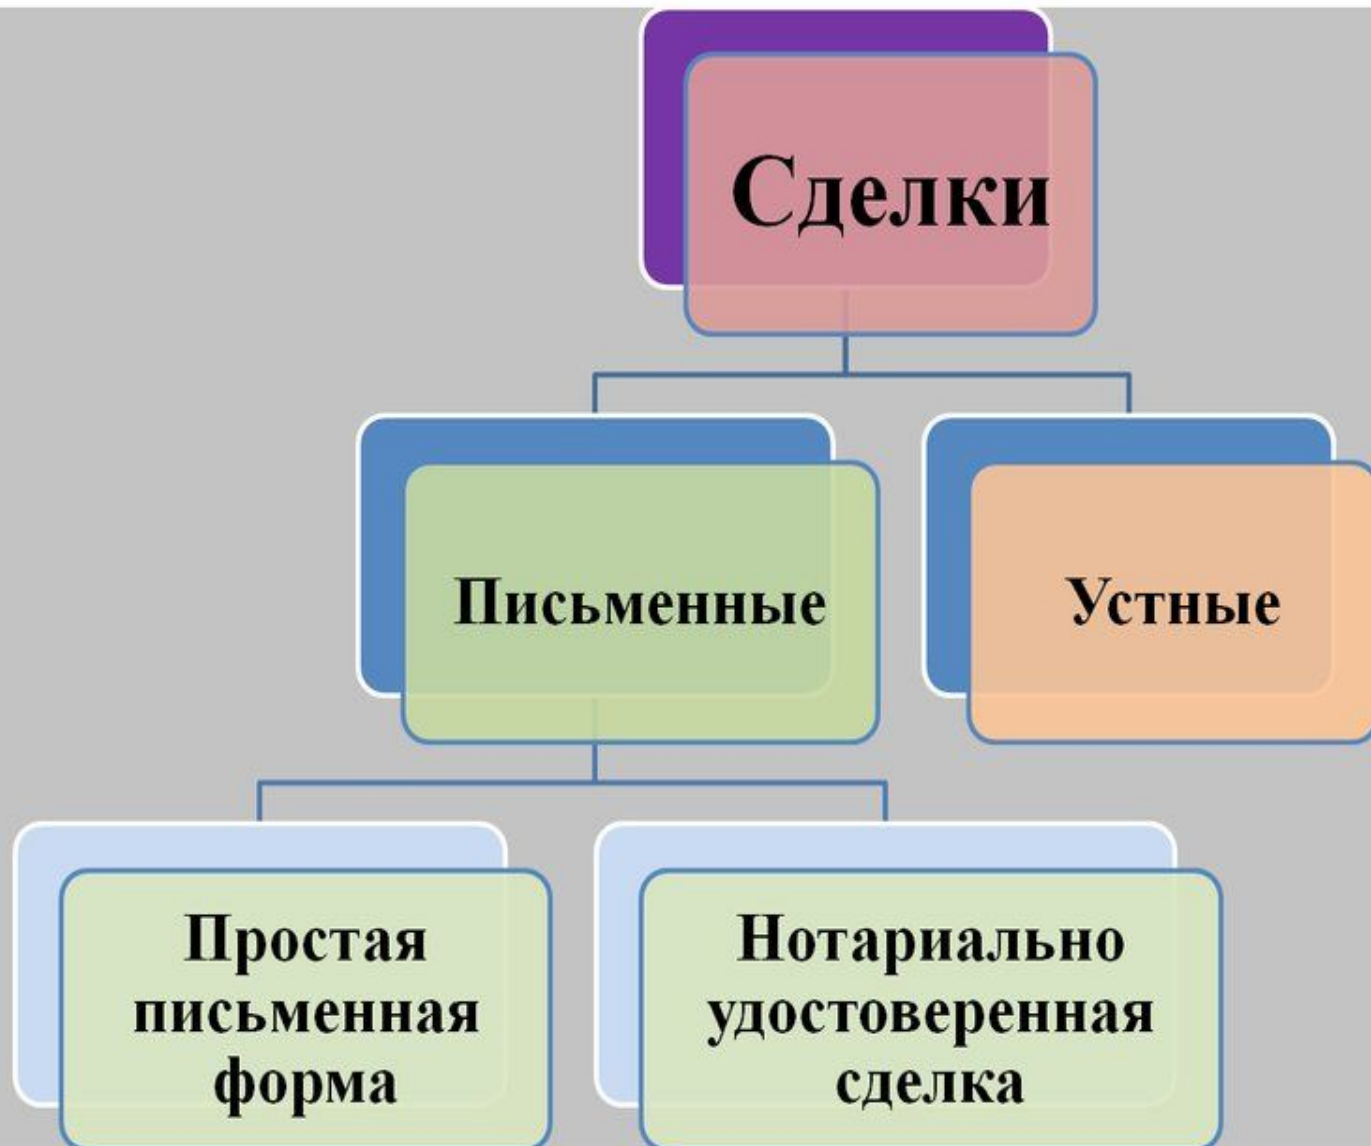 Сделки
Письменные
Устные
Простая
письменная
форма
Нотариально
удостоверенная
сделка